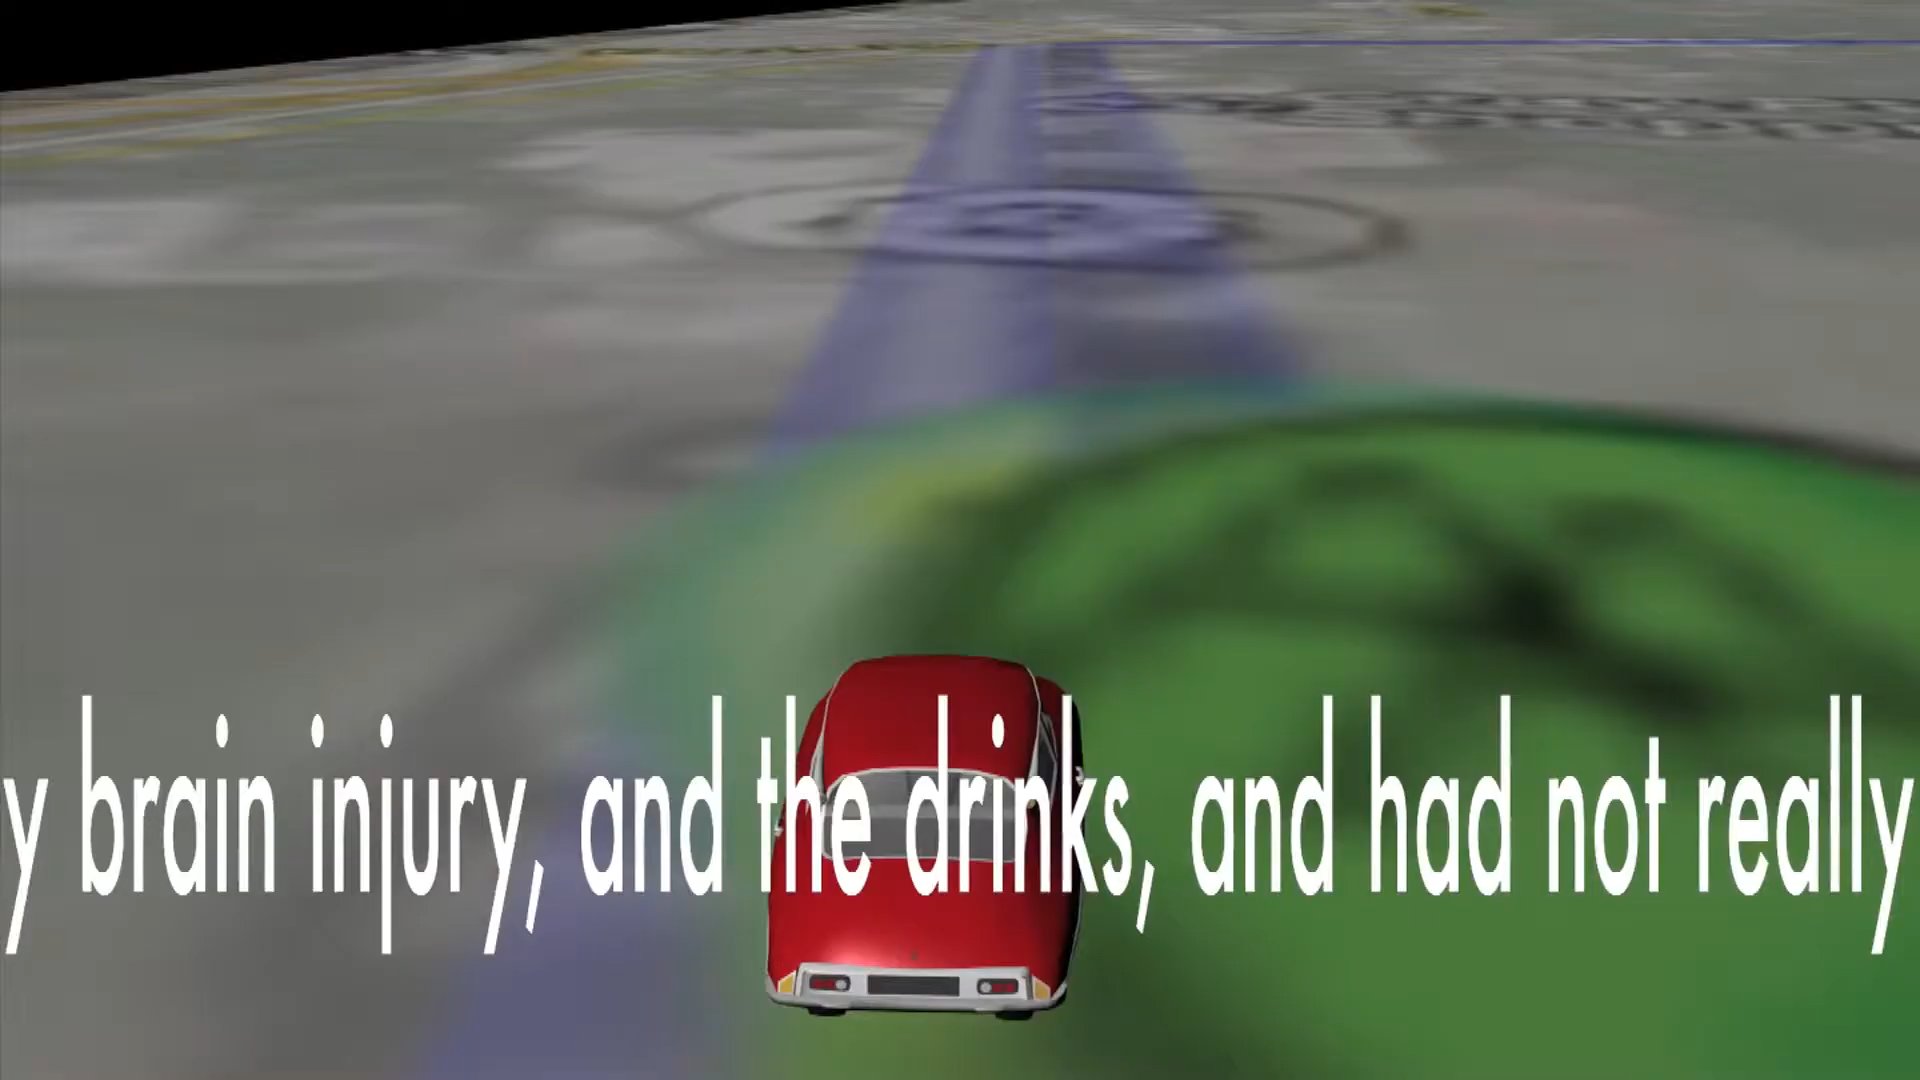 y brain injury, and the drinks, and had not really